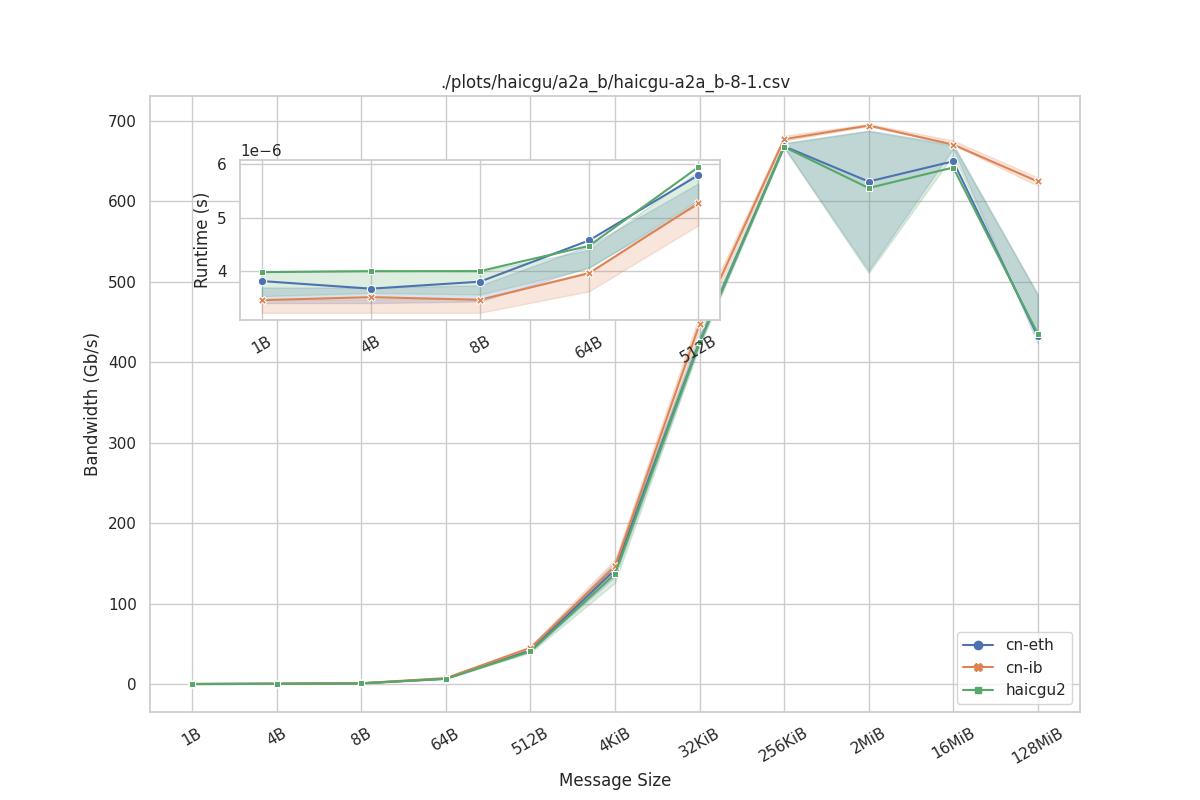 ./plots/haicgu/a2a_b/haicgu-a2a_b-8-1.csv
700
600
500
400
300
200
100
0
Bandwidth (Gb/s)
1e−6
6
5
4
Runtime (s)
1B
4B
8B
64B
512B
cn-eth
cn-ib
haicgu2
1B
4B
8B
64B
512B
4KiB
32KiB
256KiB
2MiB
16MiB
128MiB
Message Size